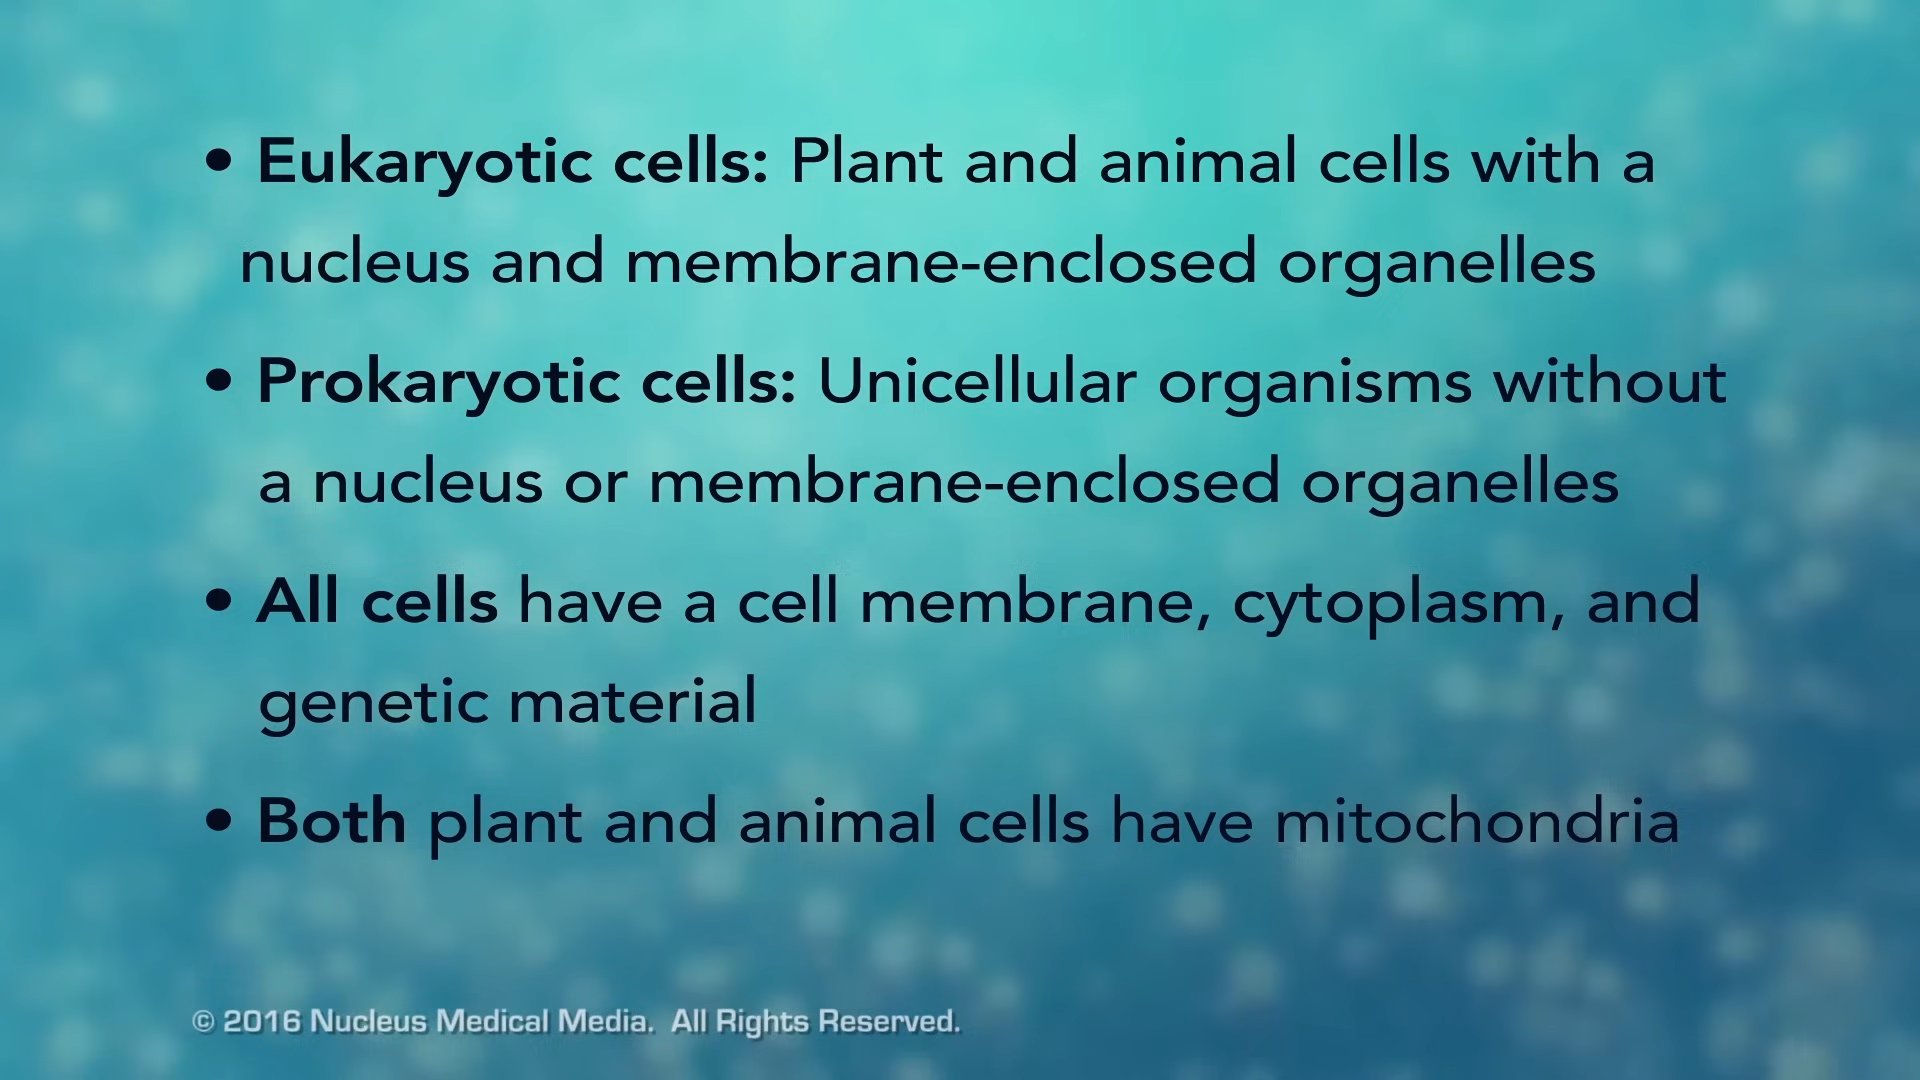 • Eukaryotic cells: Plant and animal cells with a
nucleus and membrane-enclosed organelles
• Prokaryotic cells: Unicellular organisms without
a nucleus or membrane-enclosed organelles
• All cells have a cell membrane, cytoplasm, and
genetic material
• Both plant and animal cells have mitochondria
© 2016 Nucleus Medical Media. All Rights Reserved.